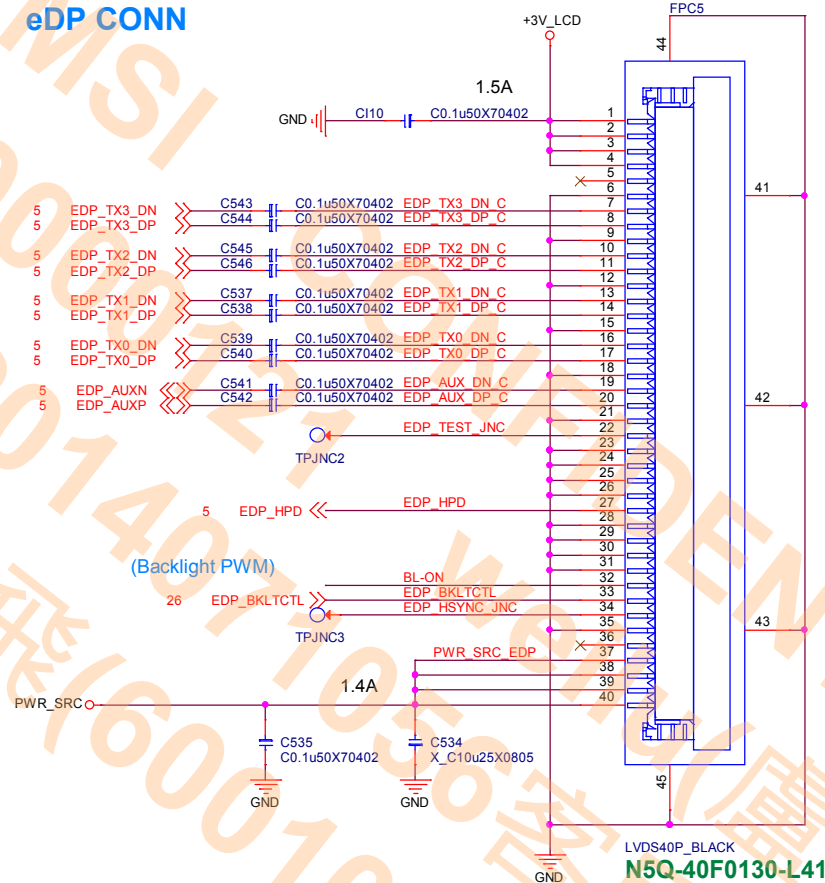 eDP CONN
FPC5
+3V_LCD
44
1.5A
GND
CI10
C0.1u50X70402
1
2
3
4
5
6
5 EDP_TX3_DN C543 C0.1u50X70402 EDP_TX3_DN_C 7
5 EDP_TX3_DP C544 C0.1u50X70402 EDP_TX3_DP_C 8
9
5 EDP_TX2_DN C545 C0.1u50X70402 EDP_TX2_DN_C 10
5 EDP_TX2_DP C546 C0.1u50X70402 EDP_TX2_DP_C 11
12
5 EDP_TX1_DN C537 C0.1u50X70402 EDP_TX1_DN_C 13
5 EDP_TX1_DP C538 C0.1u50X70402 EDP_TX1_DP_C 14
15
5 EDP_TX0_DN C539 C0.1u50X70402 EDP_TX0_DN_C 16
5 EDP_TX0_DP C540 C0.1u50X70402 EDP_TX0_DP_C 17
18
5 EDP_AUXN C541 C0.1u50X70402 EDP_AUX_DN_C 19
5 EDP_AUXP C542 C0.1u50X70402 EDP_AUX_DP_C 20
21
EDP_TEST_JNC 22
TPJNC2
23
24
25
26
5 EDP_HPD EDP_HPD 27
28
29
30
31
(Backlight PWM)
BL-ON 32
26 EDP_BKLTCTL EDP_BKLTCTL 33
EDP_HSYNC_JNC 34
TPJNC3
35
36
PWR_SRC_EDP 37
38
39
40
41
42
43
1.4A
PWR_SRC
C535
C0.1u50X70402
C534
X_C10u25X0805
GND
GND
45
GND
LVDS40P_BLACK
N5Q-40F0130-L41
MSI
CONFIDEN